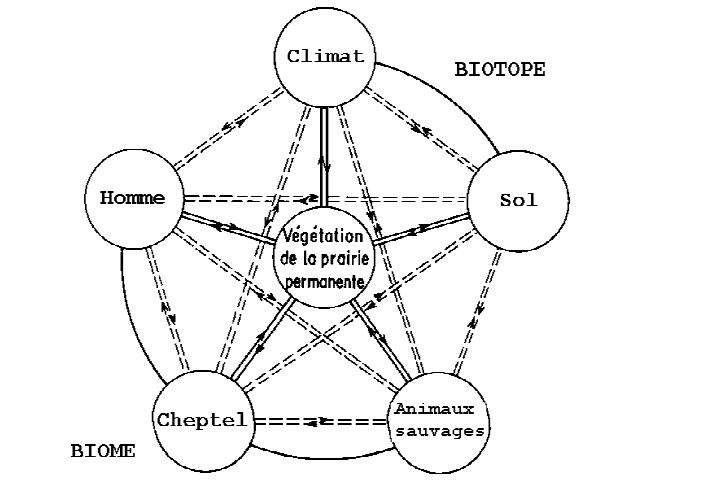 Climat
BIOTOPE
Homme
Sol
Végétation
de la prairie
permanente
Cheptel
Animaux
sauvages
BIOME